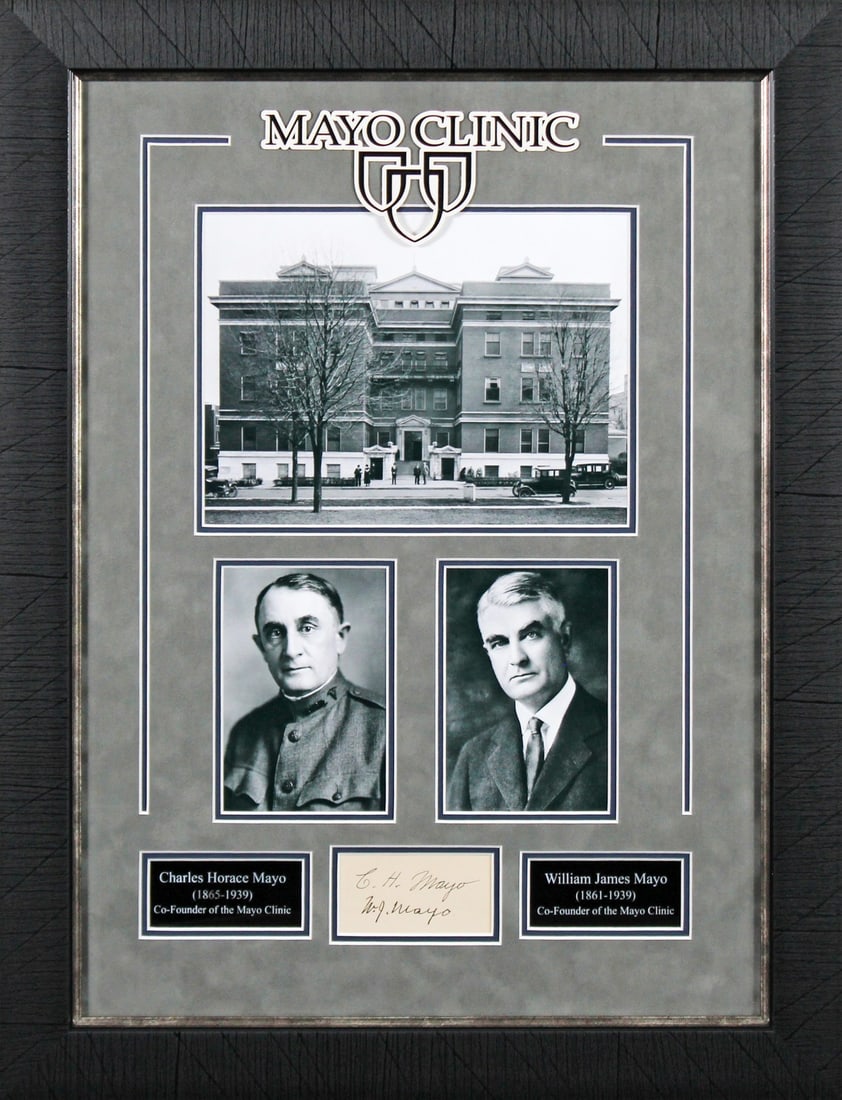 MAYO CLINIC
Charles Horace Mayo
(1865-1939)
Co-Founder of the Mayo Clinic
C. H. Mayo
W. J. Mayo
William James Mayo
(1861-1939)
Co-Founder of the Mayo Clinic